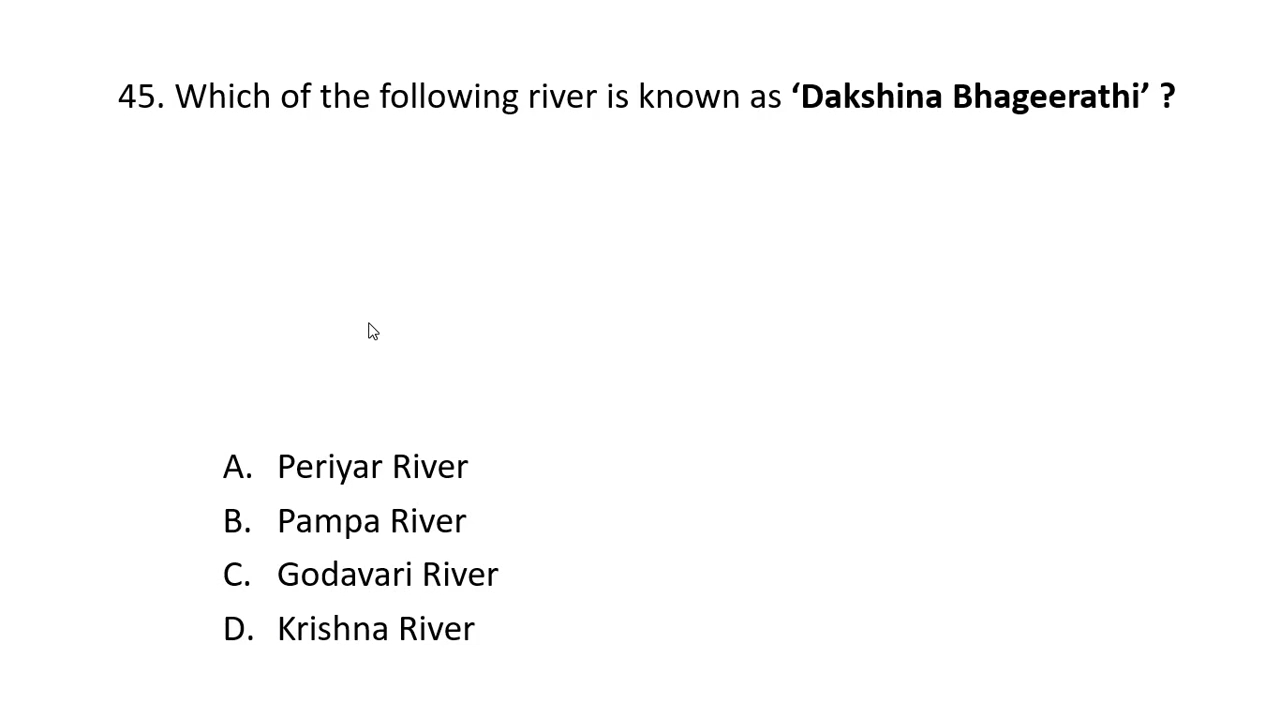 45. Which of the following river is known as ‘Dakshina Bhageerathi’ ?
A. Periyar River
B. Pampa River
C. Godavari River
D. Krishna River